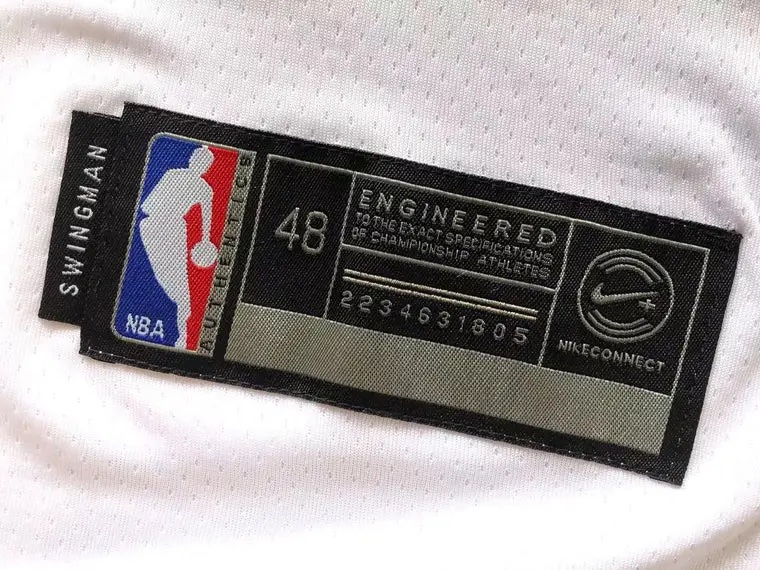 SWINGMAN
NBA
AUTHENTICS
48
ENGINEERED
TO THE EXACT SPECIFICATIONS
OF CHAMPIONSHIP ATHLETES
2234631805
+
NIKECONNECT